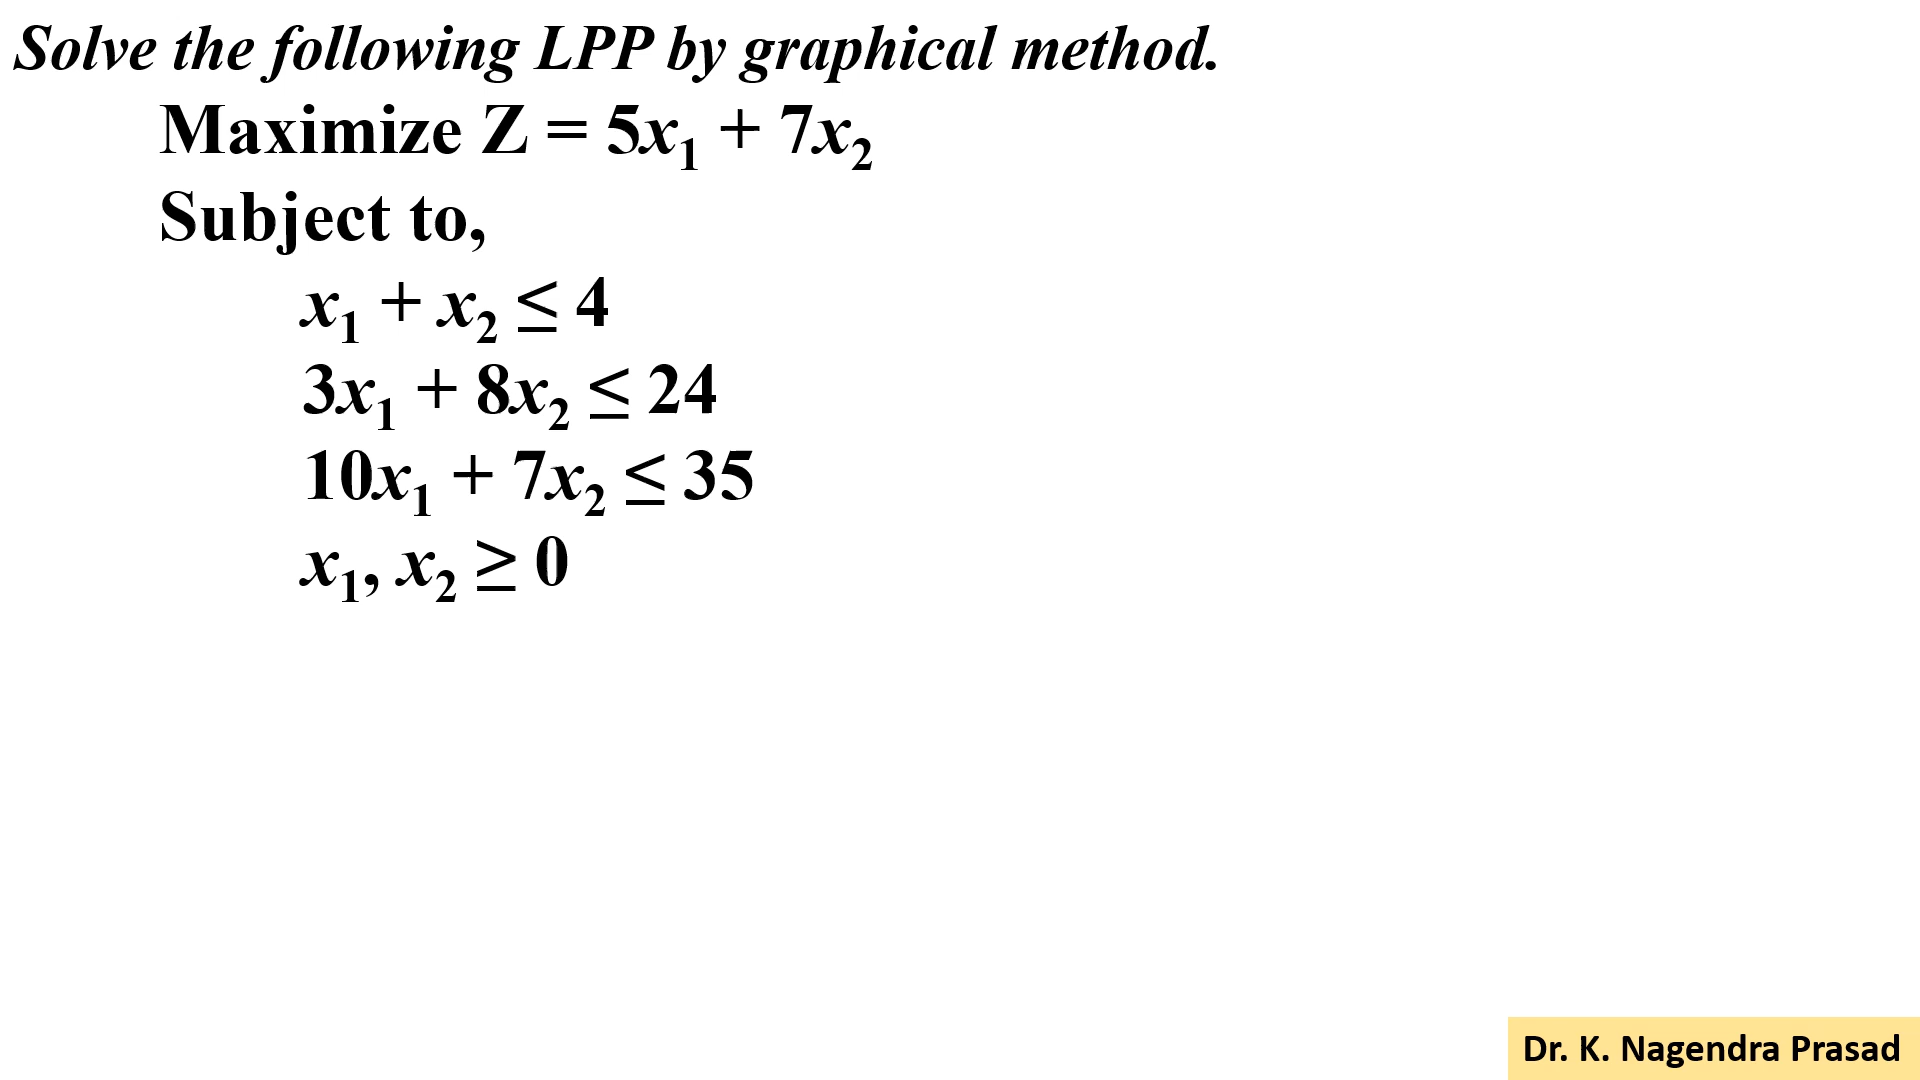 Solve the following LPP by graphical method.
Maximize Z = 5x₁ + 7x₂
Subject to,
x₁ + x₂ ≤ 4
3x₁ + 8x₂ ≤ 24
10x₁ + 7x₂ ≤ 35
x₁, x₂ ≥ 0
Dr. K. Nagendra Prasad